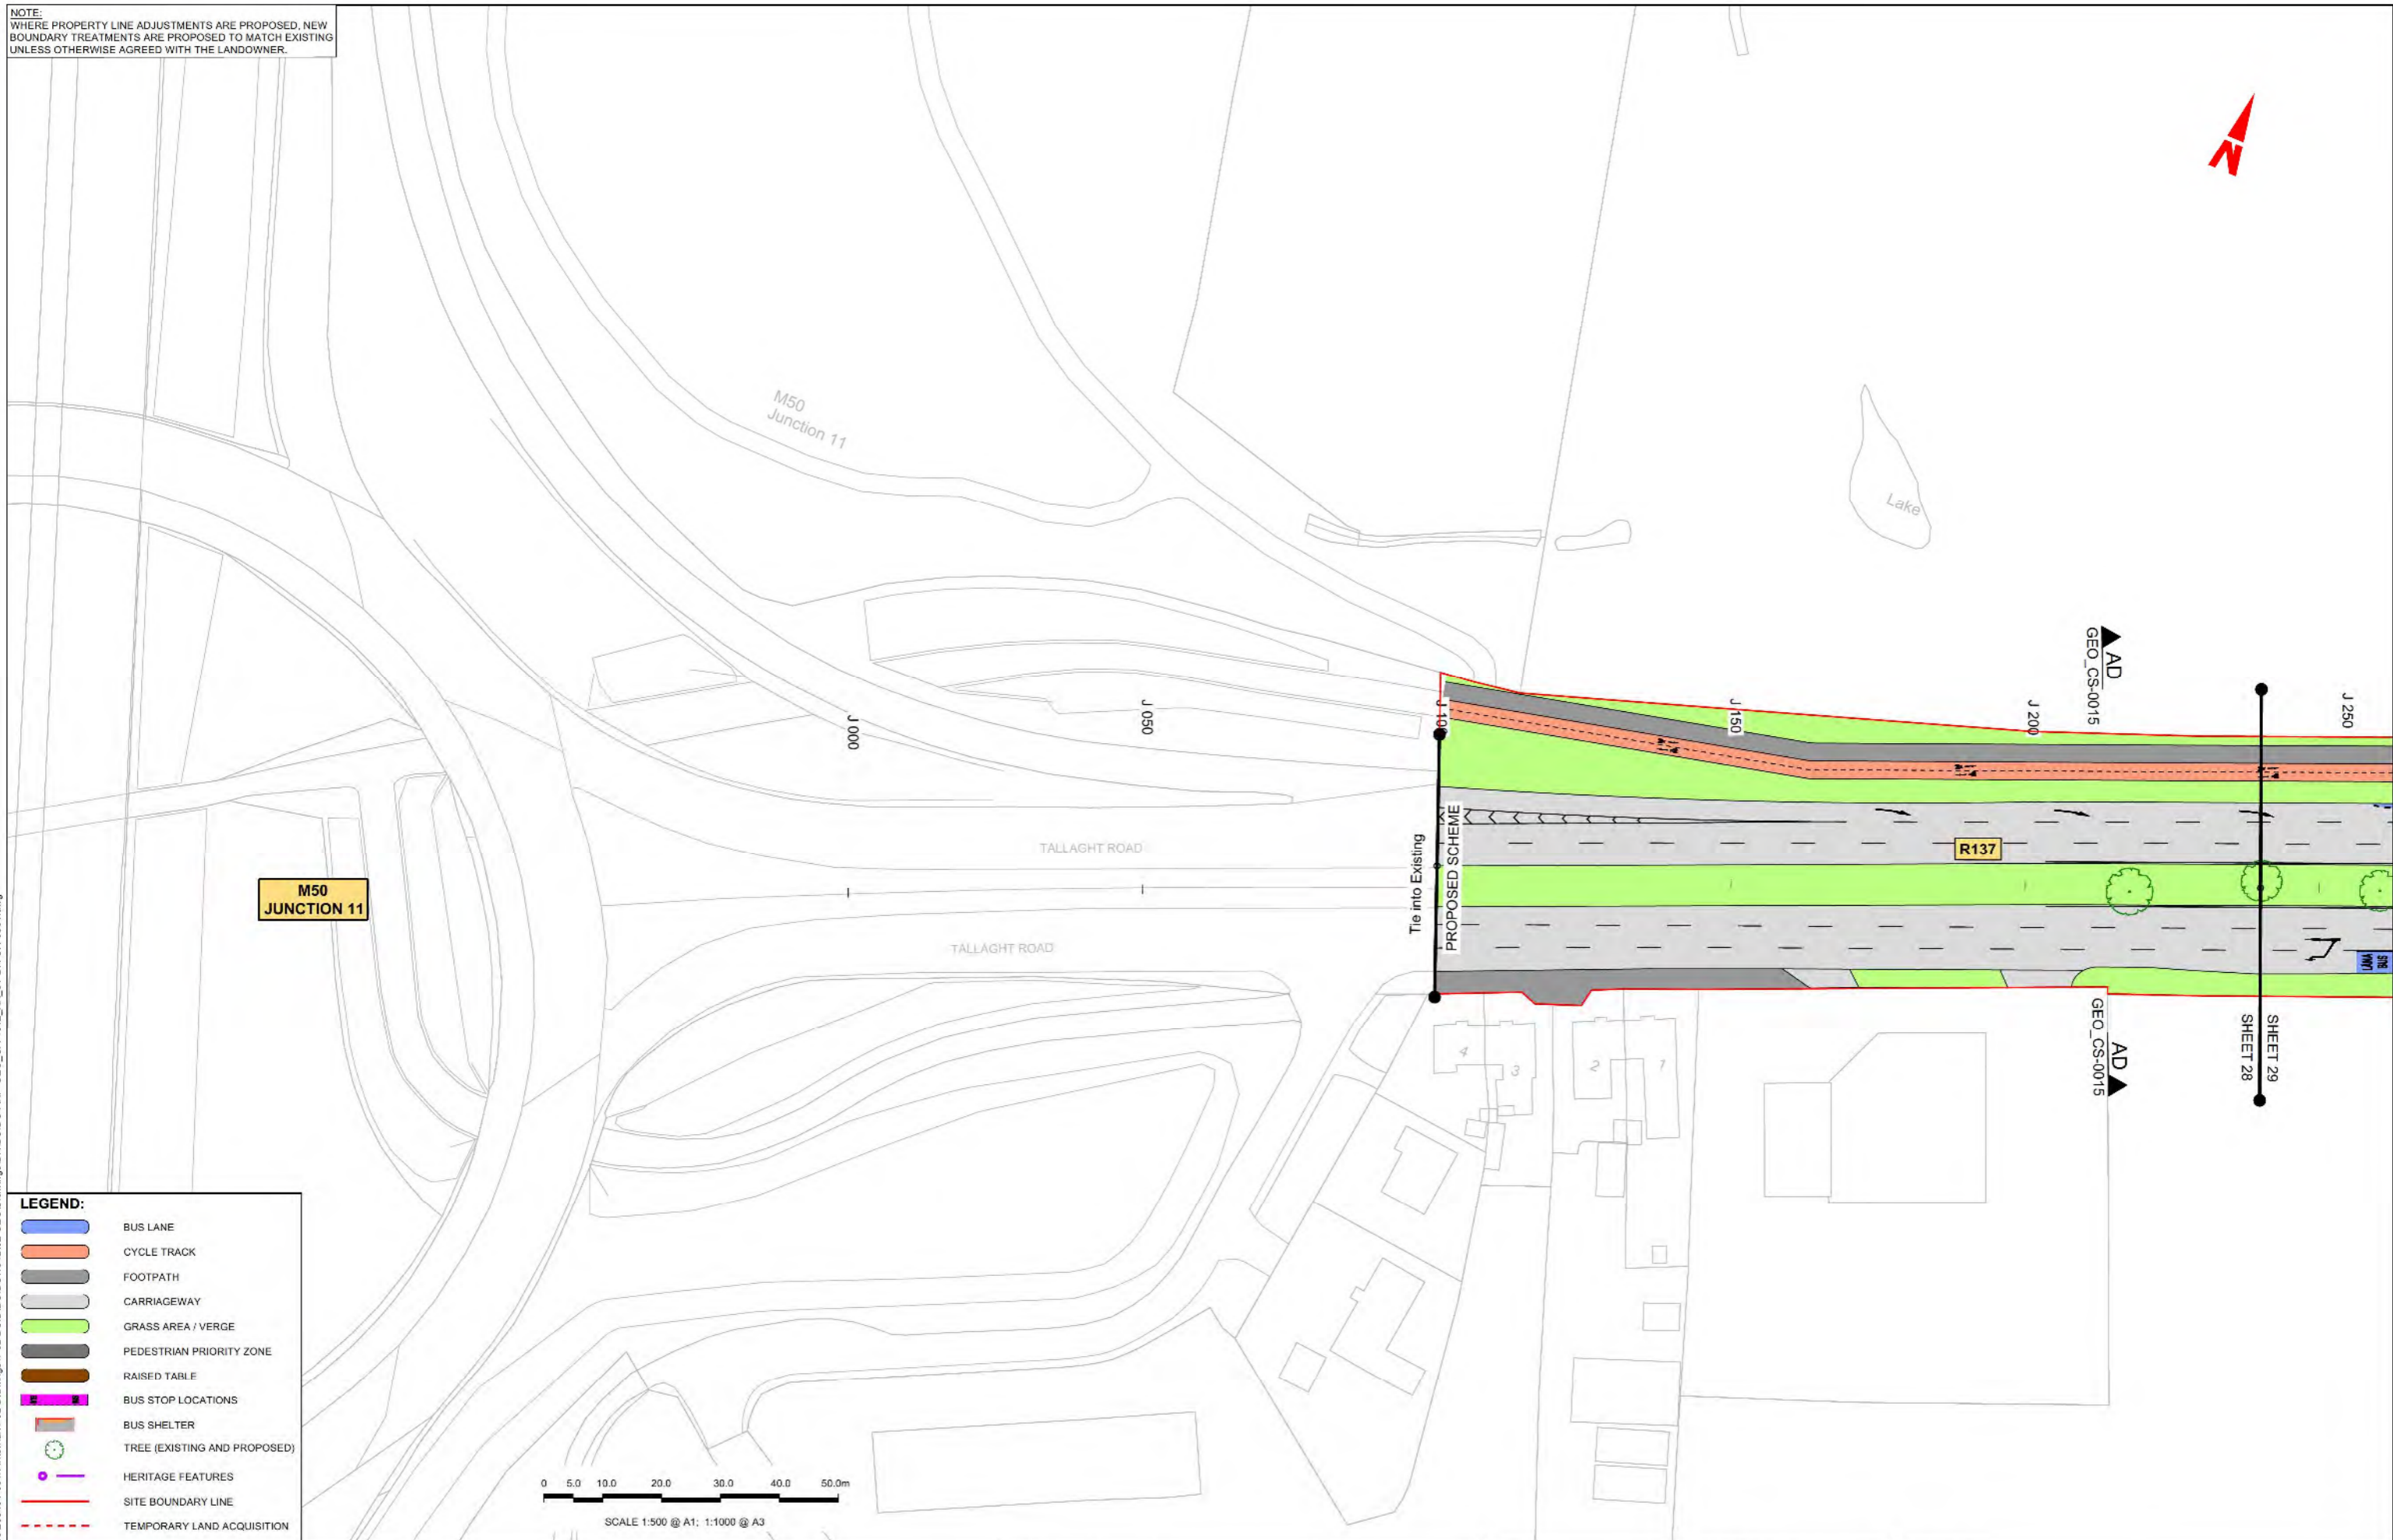 NOTE:
WHERE PROPERTY LINE ADJUSTMENTS ARE PROPOSED, NEW
BOUNDARY TREATMENTS ARE PROPOSED TO MATCH EXISTING
UNLESS OTHERWISE AGREED WITH THE LANDOWNER.
N
M50
Junction 11
Lake
AD
GEO_CS-0015
J 000
J 050
J 100
J 150
J 200
J 250
TALLAGHT ROAD
TALLAGHT ROAD
Tie into Existing
PROPOSED SCHEME
R137
M50
JUNCTION 11
BUS
LANA
4
3
2
1
AD
GEO_CS-0015
SHEET 29
SHEET 28
LEGEND:
BUS LANE
CYCLE TRACK
FOOTPATH
CARRIAGEWAY
GRASS AREA / VERGE
PEDESTRIAN PRIORITY ZONE
RAISED TABLE
BUS STOP LOCATIONS
BUS SHELTER
TREE (EXISTING AND PROPOSED)
HERITAGE FEATURES
SITE BOUNDARY LINE
TEMPORARY LAND ACQUISITION
0 5.0 10.0 20.0 30.0 40.0 50.0m
SCALE 1:500 @ A1; 1:1000 @ A3